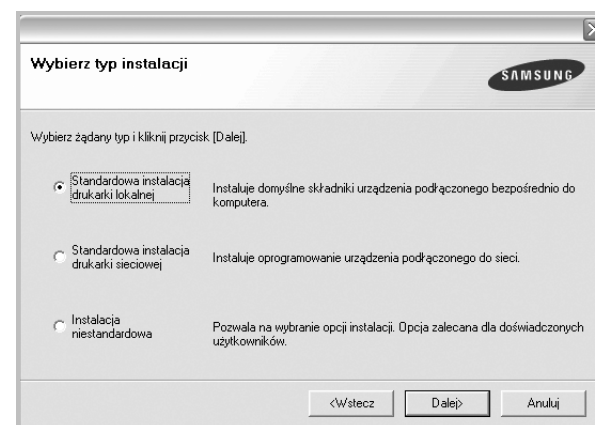 Wybierz typ instalacji
SAMSUNG
Wybierz żądany typ i kliknij przycisk [Dalej].
Standardowa instalacja
drukarki lokalnej
Instaluje domyślne składniki urządzenia podłączonego bezpośrednio do
komputera.
Standardowa instalacja
drukarki sieciowej
Instaluje oprogramowanie urządzenia podłączonego do sieci.
Instalacja
niestandardowa
Pozwala na wybranie opcji instalacji. Opcja zalecana dla doświadczonych
użytkowników.
<Wstecz
Dalej>
Anuluj